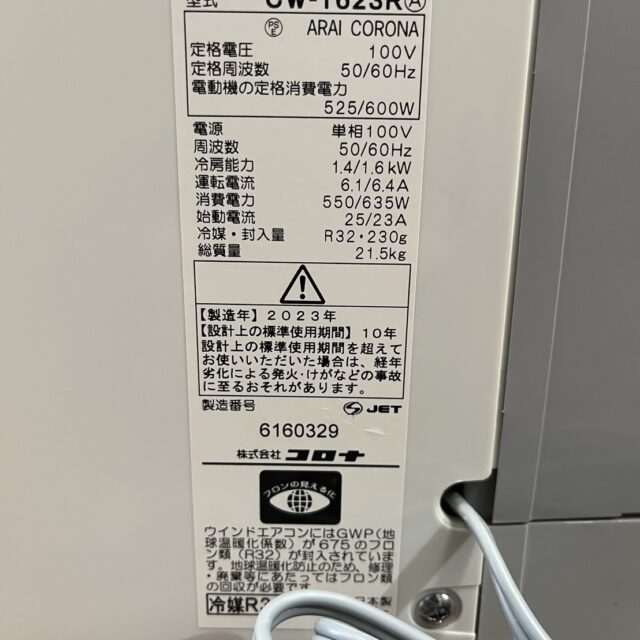 型式 CW-1623R Ⓐ
PSE ARAI CORONA
定格電圧 100V
定格周波数 50/60Hz
電動機の定格消費電力
525/600W
電源 単相100V
周波数 50/60Hz
冷房能力 1.4/1.6kW
運転電流 6.1/6.4A
消費電力 550/635W
始動電流 25/23A
冷媒・封入量 R32・230g
総質量 21.5kg
【製造年】2023年
【設計上の標準使用期間】10年
設計上の標準使用期間を超えて
お使いいただいた場合は、経年
劣化による発火・けがなどの事故
に至るおそれがあります。
製造番号 JET
6160329
株式会社 コロナ
フロンの見える化
ウインドエアコンにはGWP(地
球温暖化係数)が675のフロ
ン類(R32)が封入されていま
す。地球温暖化防止のため、修理
・廃棄等にあたってはフロン類
の回収が必要です。
冷媒R3 日本製